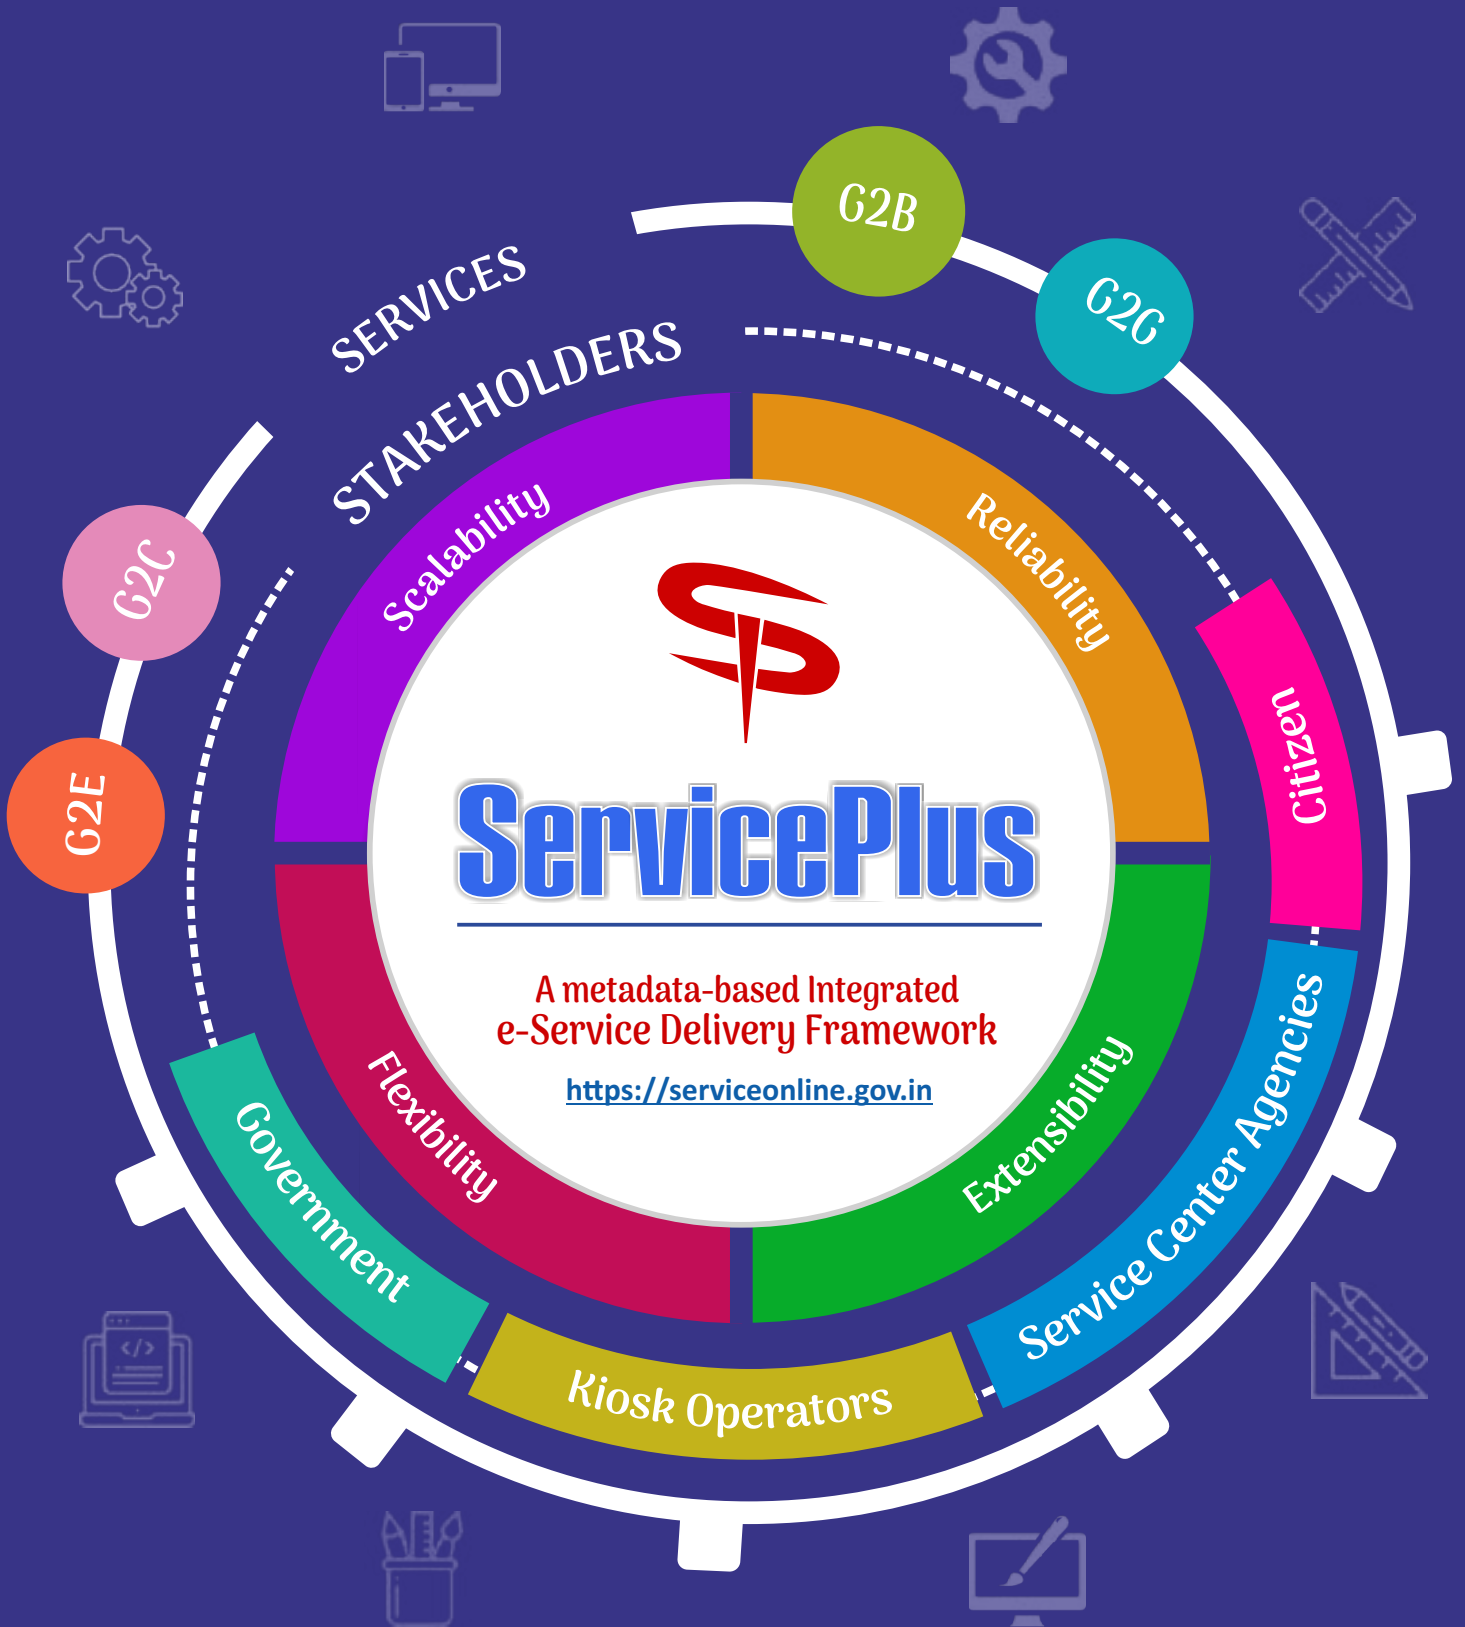 SERVICES
STAKEHOLDERS
G2B
G2G
G2C
G2E
Scalability
Reliability
Citizen
ServicePlus
A metadata-based Integrated
e-Service Delivery Framework
https://serviceonline.gov.in
Flexibility
Extensibility
Government
Kiosk Operators
Service Center Agencies